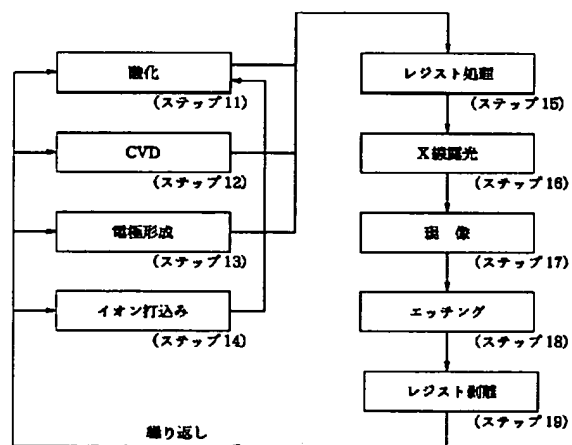 酸化
(ステップ11)
CVD
(ステップ12)
電極形成
(ステップ13)
イオン打込み
(ステップ14)
繰り返し
レジスト処理
(ステップ15)
X線露光
(ステップ16)
現 像
(ステップ17)
エッチング
(ステップ18)
レジスト剥離
(ステップ19)